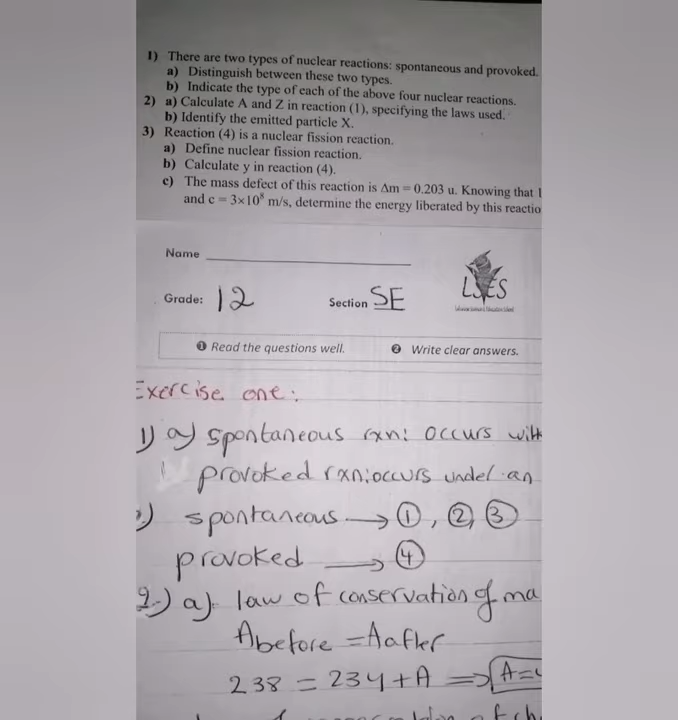 1) There are two types of nuclear reactions: spontaneous and provoked.
a) Distinguish between these two types.
b) Indicate the type of each of the above four nuclear reactions.
2) a) Calculate A and Z in reaction (1), specifying the laws used.
b) Identify the emitted particle X.
3) Reaction (4) is a nuclear fission reaction.
a) Define nuclear fission reaction.
b) Calculate y in reaction (4).
c) The mass defect of this reaction is Δm = 0.203 u. Knowing that 1
and c = 3×10⁸ m/s, determine the energy liberated by this reactio
Name
LSES
Grade: 12 Section SE
❶ Read the questions well. ❷ Write clear answers.
Exercise one:
1) a) spontaneous rxn: occurs with
provoked rxn: occurs under an
) spontaneous → ①, ② ③
provoked → ④
2.) a) law of conservation of ma
Abefore = Aafter
238 = 234 + A ⇒ A=4